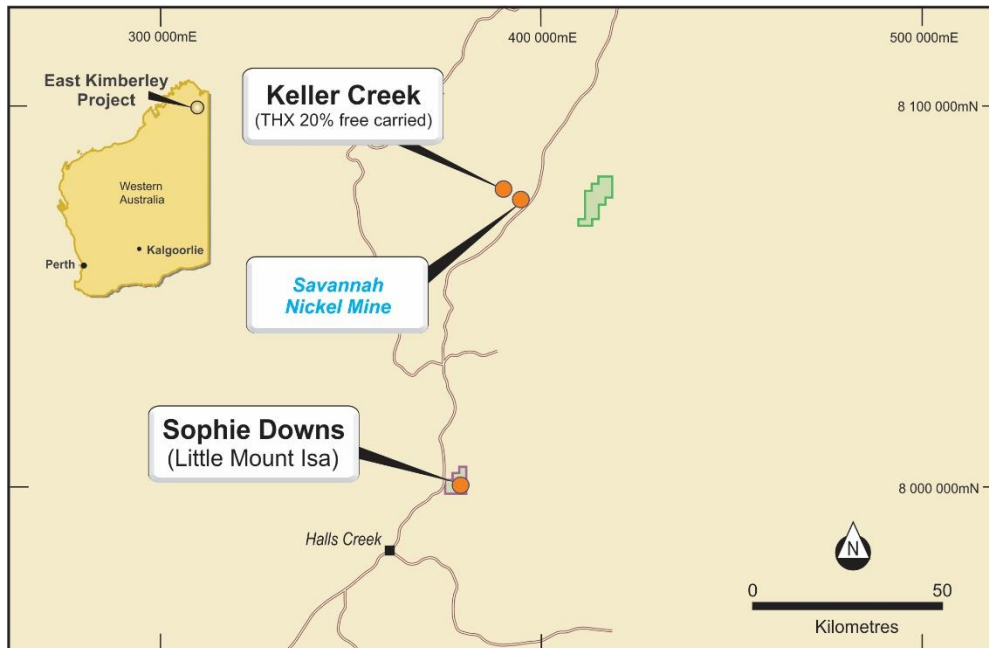 300 000mE
400 000mE
500 000mE
East Kimberley
Project
Keller Creek
(THX 20% free carried)
8 100 000mN
Western
Australia
Kalgoorlie
Perth
Savannah
Nickel Mine
Sophie Downs
(Little Mount Isa)
8 000 000mN
Halls Creek
N
0
50
Kilometres